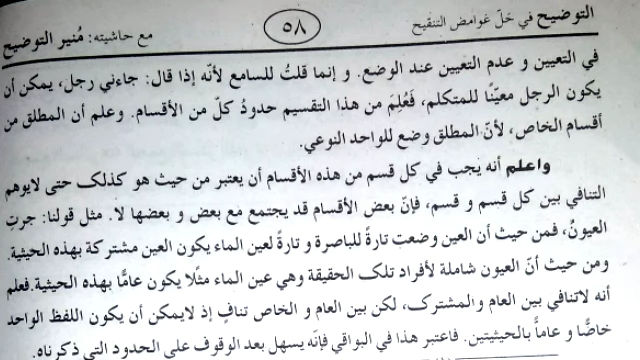 التوضيح في حَلّ غوامض التنقيح
٥٨
مع حاشيته: مُنير التوضيح
في التعيين و عدم التعيين عند الوضع. و إنما قلتُ للسامع لأنّه إذا قال: جاءني رجل، يمكن أن
يكون الرجل معيّنًا للمتكلم، فَعُلِمَ من هذا التقسيم حدودُ كلّ من الأقسام. وعلم أن المطلق من
أقسام الخاص، لأنّ المطلق وضع للواحد النوعي.
واعلم أنه يجب في كل قسم من هذه الأقسام أن يعتبر من حيث هو كذلك حتى لايوهم
التنافي بين كل قسم و قسم، فإنّ بعض الأقسام قد يجتمع مع بعض و بعضها لا. مثل قولنا: جرتِ
العيونُ، فمن حيث أن العين وضعت تارةً للباصرة و تارةً لعين الماء يكون العين مشتركة بهذه الحيثية.
ومن حيث أنّ العيون شاملة لأفراد تلك الحقيقة وهي عين الماء مثلًا يكون عامًّا بهذه الحيثية.فعلم
أنه لاتنافي بين العام والمشترك، لكن بين العام و الخاص تنافٍ إذ لايمكن أن يكون اللفظ الواحد
خاصًّا و عاماً بالحيثيتين. فاعتبر هذا في البواقي فإنّه يسهل بعد الوقوف على الحدود التي ذكرناه.